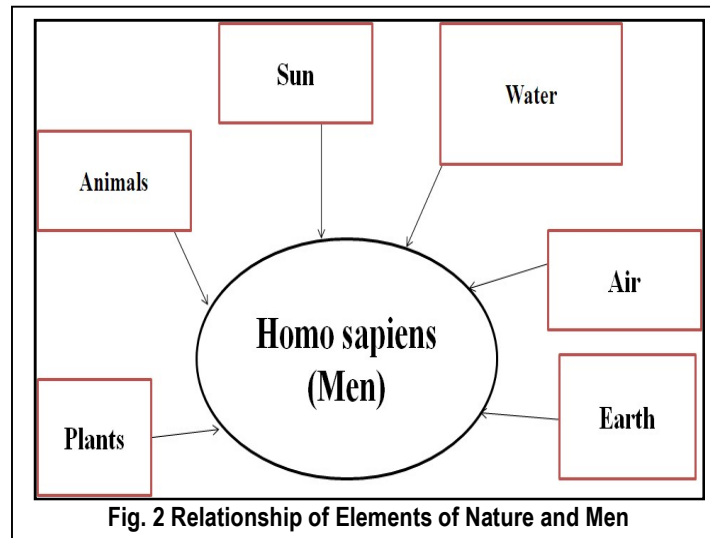 Sun
Water
Animals
Air
Homo sapiens
(Men)
Plants
Earth
Fig. 2 Relationship of Elements of Nature and Men